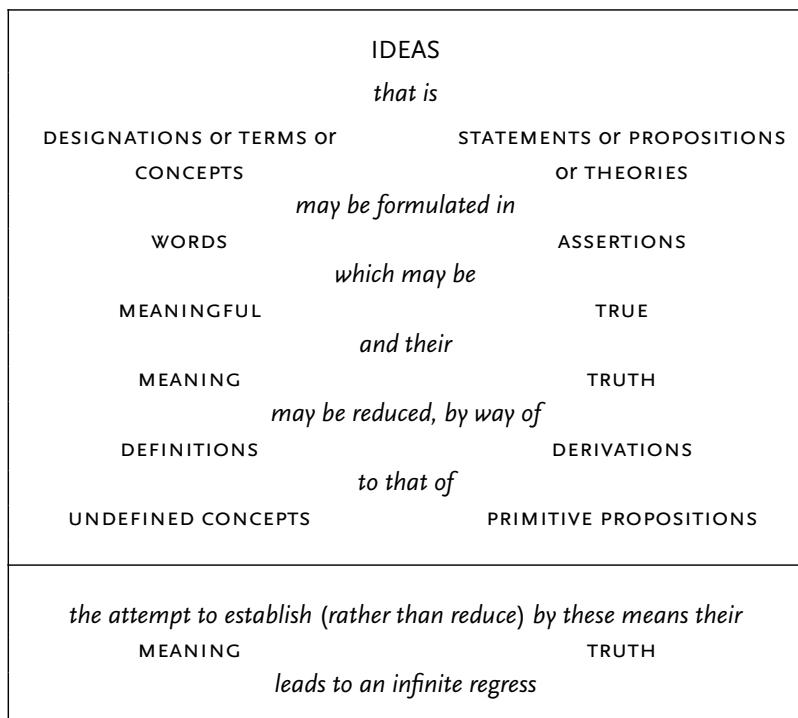 IDEAS
that is
DESIGNATIONS or TERMS or STATEMENTS or PROPOSITIONS
CONCEPTS or THEORIES
may be formulated in
WORDS ASSERTIONS
which may be
MEANINGFUL TRUE
and their
MEANING TRUTH
may be reduced, by way of
DEFINITIONS DERIVATIONS
to that of
UNDEFINED CONCEPTS PRIMITIVE PROPOSITIONS
the attempt to establish (rather than reduce) by these means their
MEANING TRUTH
leads to an infinite regress